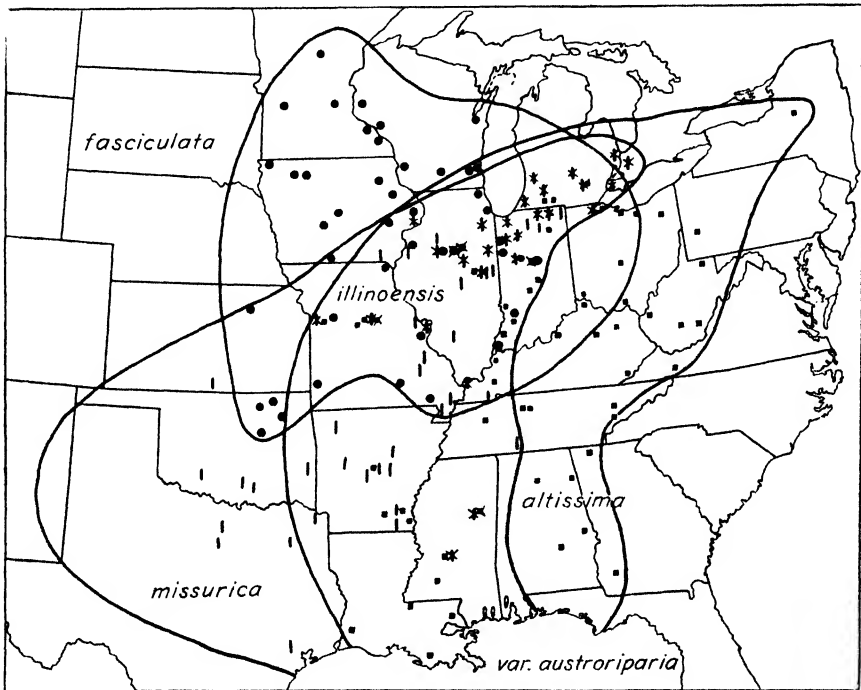 fasciculata
illinoensis
altissima
missurica
var. austroriparia